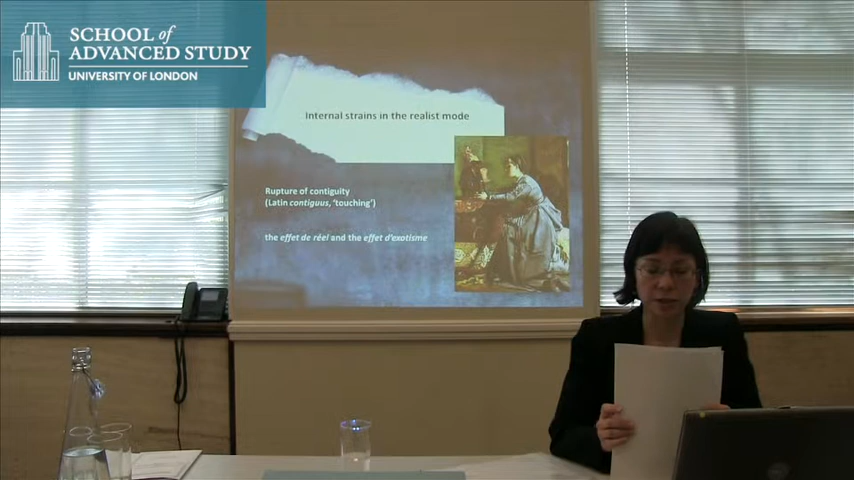 SCHOOL of
ADVANCED STUDY
UNIVERSITY OF LONDON
Internal strains in the realist mode
Rupture of contiguity
(Latin contiguus, 'touching')
the effet de réel and the effet d'exotisme